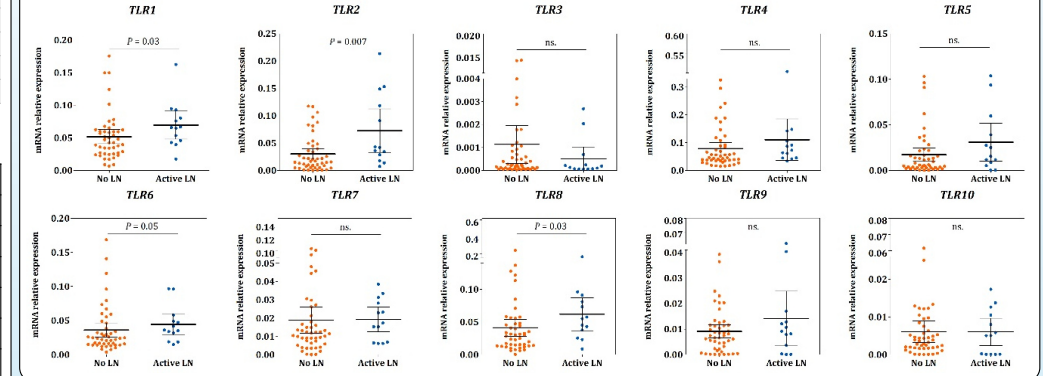 TLR1 TLR2 TLR3 TLR4 TLR5
mRNA relative expression
0.20
0.15
0.10
0.05
0.00
P = 0.03
No LN Active LN
mRNA relative expression
0.25
0.20
0.15
0.10
0.05
0.00
P = 0.007
No LN Active LN
mRNA relative expression
0.020
0.015
0.004
0.003
0.002
0.001
0.000
ns.
No LN Active LN
mRNA relative expression
0.60
0.55
0.3
0.2
0.1
0.0
ns.
No LN Active LN
mRNA relative expression
0.15
0.10
0.05
0.00
ns.
No LN Active LN
TLR6 TLR7 TLR8 TLR9 TLR10
mRNA relative expression
0.20
0.15
0.10
0.05
0.00
P = 0.05
No LN Active LN
mRNA relative expression
0.14
0.12
0.10
0.05
0.04
0.03
0.02
0.01
0.00
ns.
No LN Active LN
mRNA relative expression
0.6
0.4
0.2
0.10
0.05
0.00
P = 0.03
No LN Active LN
mRNA relative expression
0.08
0.07
0.04
0.03
0.02
0.01
0.00
ns.
No LN Active LN
mRNA relative expression
0.08
0.07
0.06
0.02
0.01
0.00
ns.
No LN Active LN